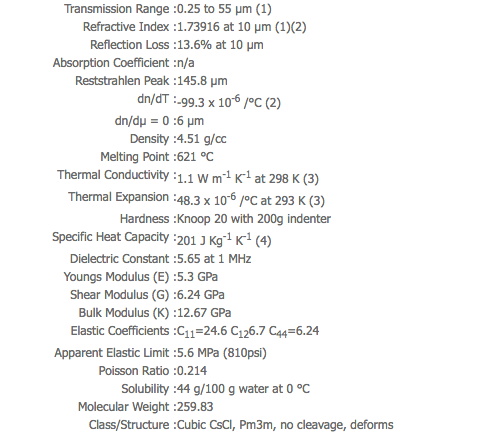 Transmission Range :0.25 to 55 μm (1)
Refractive Index :1.73916 at 10 μm (1)(2)
Reflection Loss :13.6% at 10 μm
Absorption Coefficient :n/a
Reststrahlen Peak :145.8 μm
dn/dT :-99.3 x 10⁻⁶ /°C (2)
dn/dμ = 0 :6 μm
Density :4.51 g/cc
Melting Point :621 °C
Thermal Conductivity :1.1 W m⁻¹ K⁻¹ at 298 K (3)
Thermal Expansion :48.3 x 10⁻⁶ /°C at 293 K (3)
Hardness :Knoop 20 with 200g indenter
Specific Heat Capacity :201 J Kg⁻¹ K⁻¹ (4)
Dielectric Constant :5.65 at 1 MHz
Youngs Modulus (E) :5.3 GPa
Shear Modulus (G) :6.24 GPa
Bulk Modulus (K) :12.67 GPa
Elastic Coefficients :C₁₁=24.6 C₁₂6.7 C₄₄=6.24
Apparent Elastic Limit :5.6 MPa (810psi)
Poisson Ratio :0.214
Solubility :44 g/100 g water at 0 °C
Molecular Weight :259.83
Class/Structure :Cubic CsCl, Pm3m, no cleavage, deforms